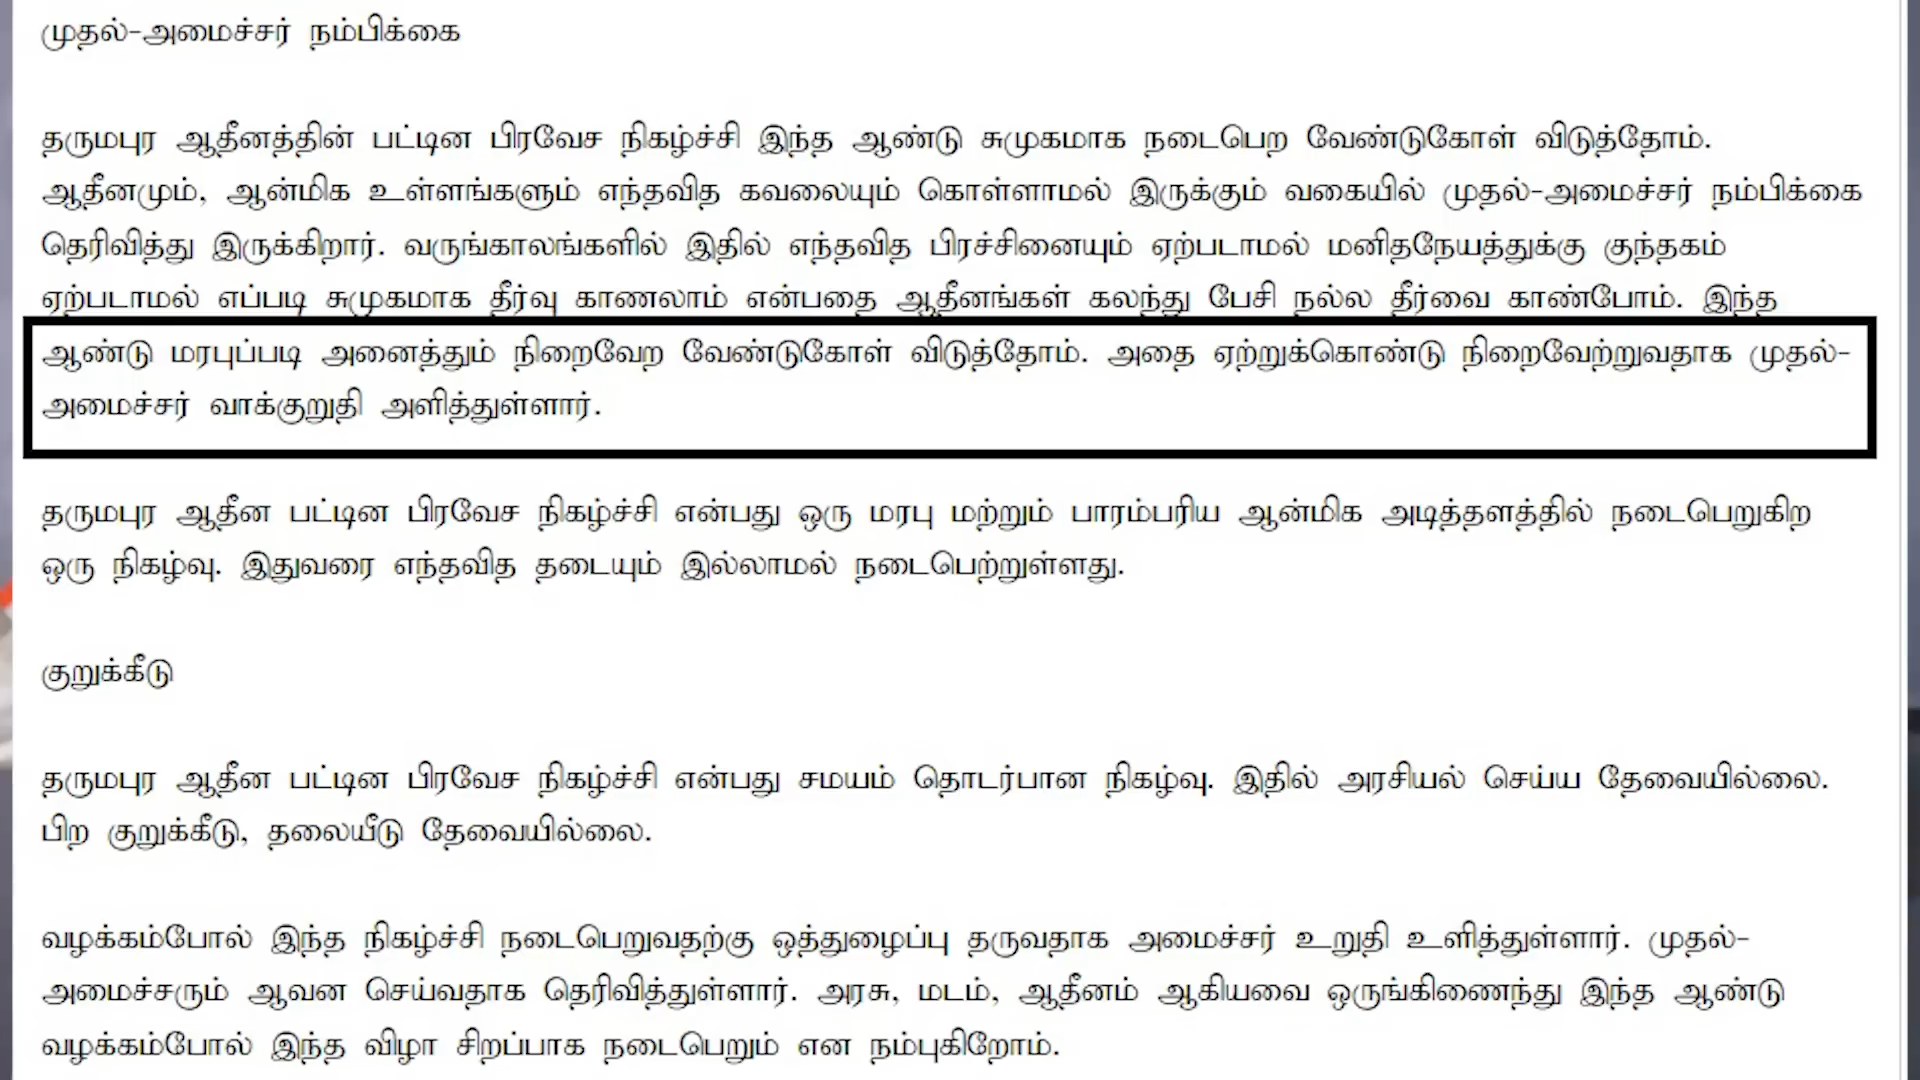 முதல்-அமைச்சர் நம்பிக்கை
தருமபுர ஆதீனத்தின் பட்டின பிரவேச நிகழ்ச்சி இந்த ஆண்டு சுமுகமாக நடைபெற வேண்டுகோள் விடுத்தோம்.
ஆதீனமும், ஆன்மிக உள்ளங்களும் எந்தவித கவலையும் கொள்ளாமல் இருக்கும் வகையில் முதல்-அமைச்சர் நம்பிக்கை
தெரிவித்து இருக்கிறார். வருங்காலங்களில் இதில் எந்தவித பிரச்சினையும் ஏற்படாமல் மனிதநேயத்துக்கு குந்தகம்
ஏற்படாமல் எப்படி சுமுகமாக தீர்வு காணலாம் என்பதை ஆதீனங்கள் கலந்து பேசி நல்ல தீர்வை காண்போம். இந்த
ஆண்டு மரபுப்படி அனைத்தும் நிறைவேற வேண்டுகோள் விடுத்தோம். அதை ஏற்றுக்கொண்டு நிறைவேற்றுவதாக முதல்-
அமைச்சர் வாக்குறுதி அளித்துள்ளார்.
தருமபுர ஆதீன பட்டின பிரவேச நிகழ்ச்சி என்பது ஒரு மரபு மற்றும் பாரம்பரிய ஆன்மிக அடித்தளத்தில் நடைபெறுகிற
ஒரு நிகழ்வு. இதுவரை எந்தவித தடையும் இல்லாமல் நடைபெற்றுள்ளது.
குறுக்கீடு
தருமபுர ஆதீன பட்டின பிரவேச நிகழ்ச்சி என்பது சமயம் தொடர்பான நிகழ்வு. இதில் அரசியல் செய்ய தேவையில்லை.
பிற குறுக்கீடு, தலையீடு தேவையில்லை.
வழக்கம்போல் இந்த நிகழ்ச்சி நடைபெறுவதற்கு ஒத்துழைப்பு தருவதாக அமைச்சர் உறுதி உளித்துள்ளார். முதல்-
அமைச்சரும் ஆவன செய்வதாக தெரிவித்துள்ளார். அரசு, மடம், ஆதீனம் ஆகியவை ஒருங்கிணைந்து இந்த ஆண்டு
வழக்கம்போல் இந்த விழா சிறப்பாக நடைபெறும் என நம்புகிறோம்.